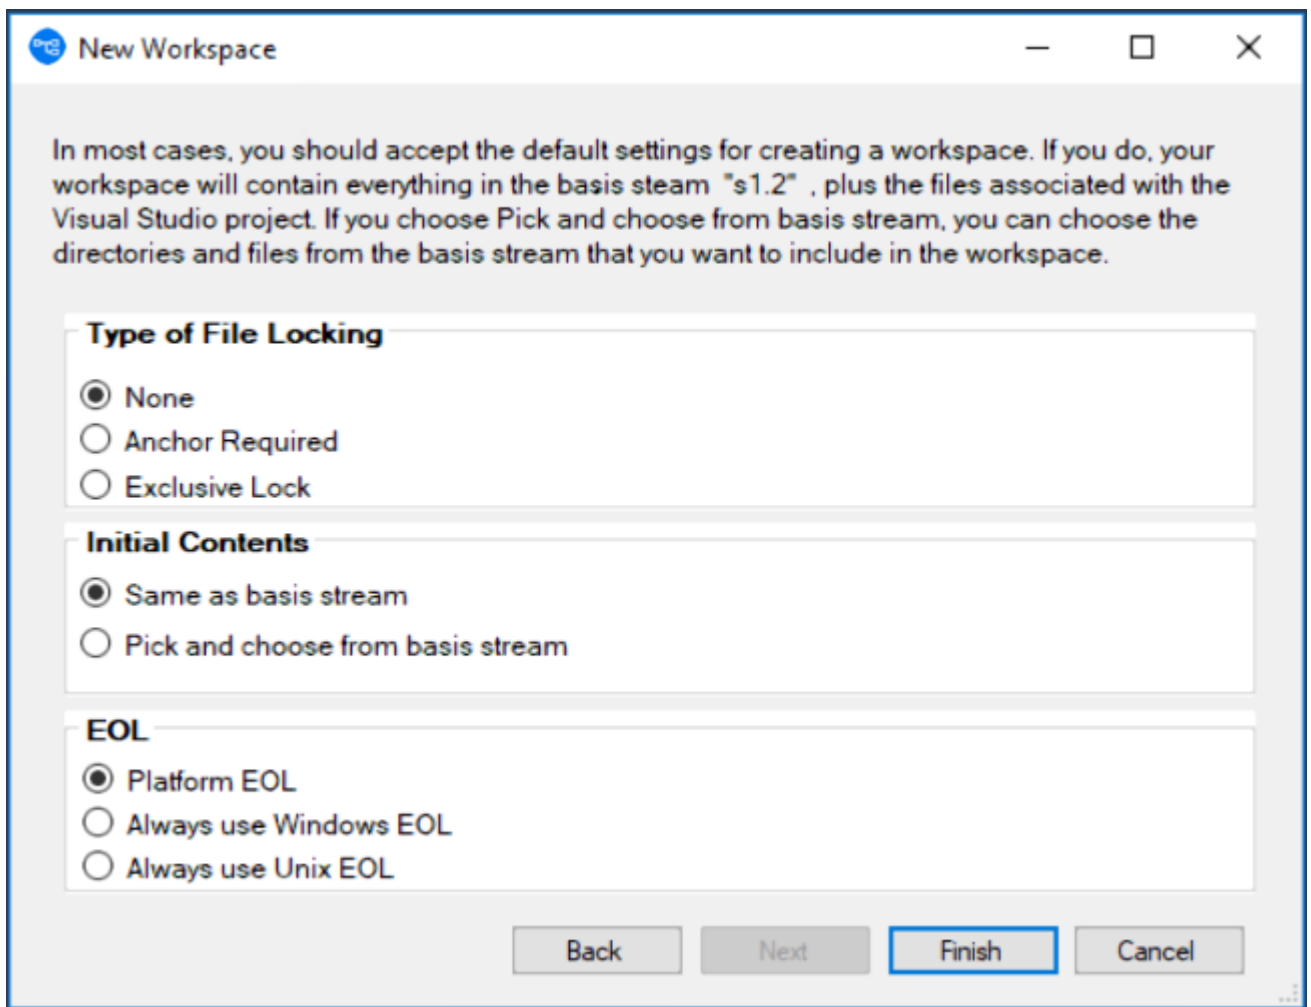 New Workspace
In most cases, you should accept the default settings for creating a workspace. If you do, your
workspace will contain everything in the basis steam "s1.2" , plus the files associated with the
Visual Studio project. If you choose Pick and choose from basis stream, you can choose the
directories and files from the basis stream that you want to include in the workspace.
Type of File Locking
None
Anchor Required
Exclusive Lock
Initial Contents
Same as basis stream
Pick and choose from basis stream
EOL
Platform EOL
Always use Windows EOL
Always use Unix EOL
Back Next Finish Cancel